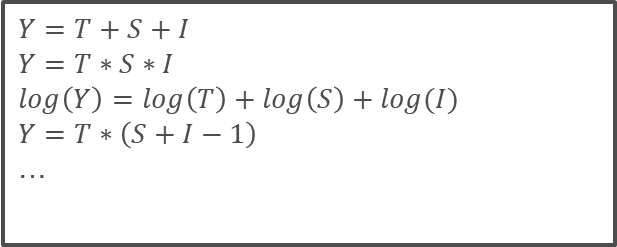 Y = T + S + I
Y = T * S * I
log(Y) = log(T) + log(S) + log(I)
Y = T * (S + I − 1)
…